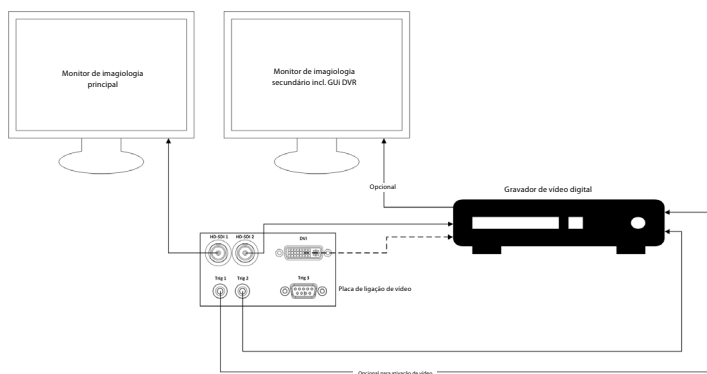 Monitor de imagiologia
principal
Monitor de imagiologia
secundário incl. GUi DVR
Opcional
Gravador de vídeo digital
HD-SDI 1
HD-SDI 2
DVI
Trig 1
Trig 2
Trig 3
Placa de ligação de vídeo
Opcional para ativação de vídeo